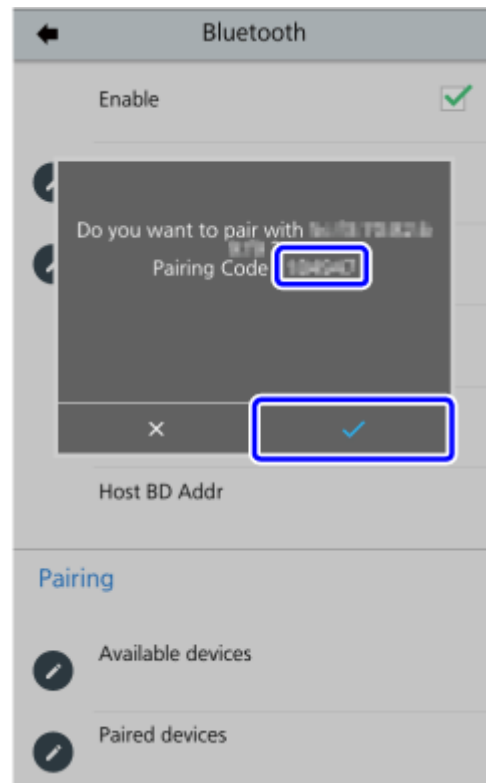 Bluetooth
Enable
Do you want to pair with
Pairing Code
Host BD Addr
Pairing
Available devices
Paired devices